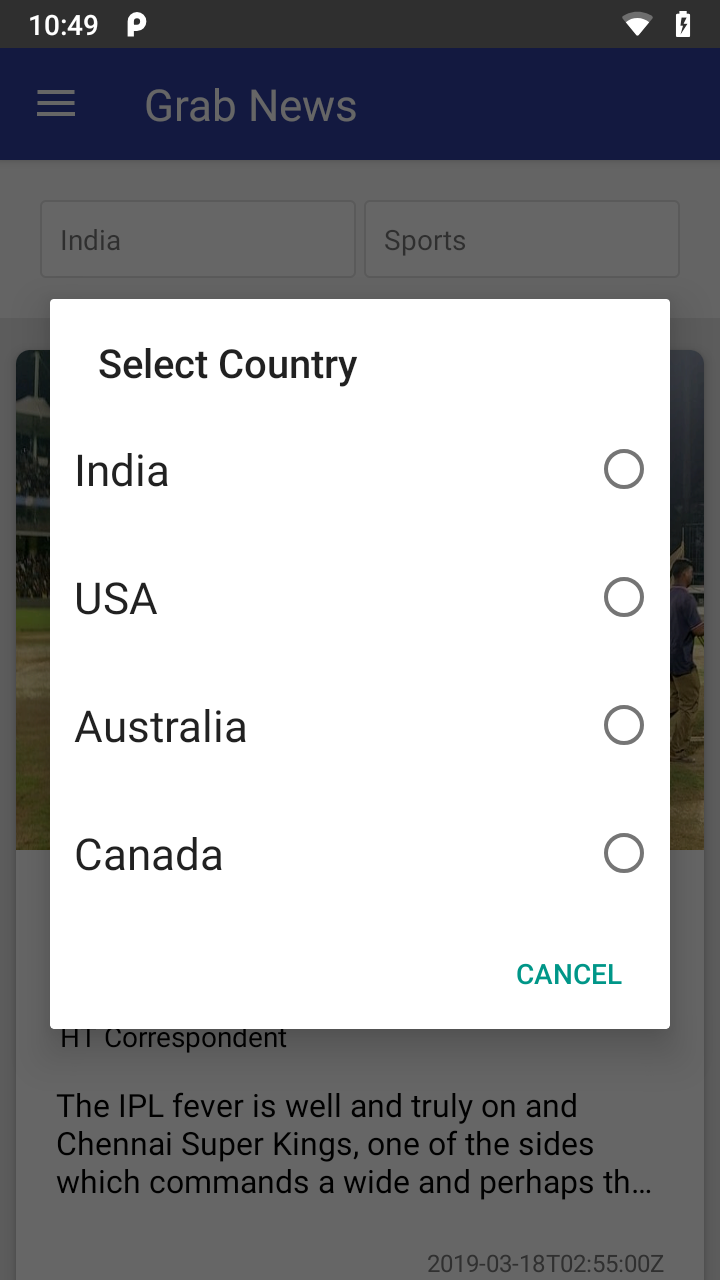 10:49
Grab News
India
Sports
Select Country
India
USA
Australia
Canada
CANCEL
HT Correspondent
The IPL fever is well and truly on and
Chennai Super Kings, one of the sides
which commands a wide and perhaps th…
2019-03-18T02:55:00Z